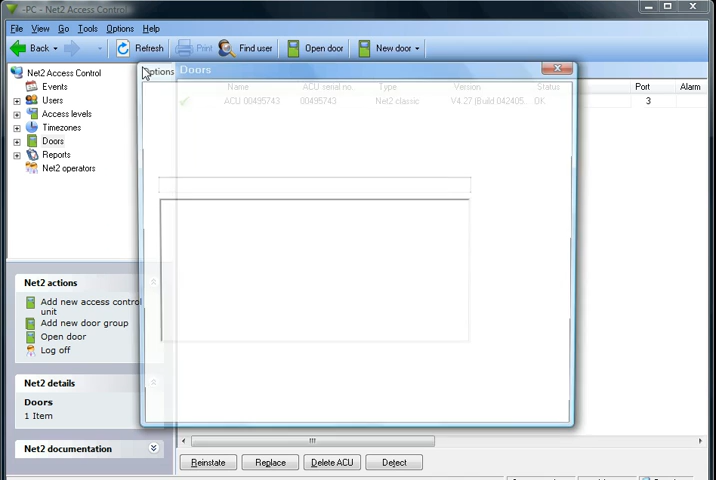 -PC - Net2 Access Control
File View Go Tools Options Help
Back Refresh Print Find user Open door New door
Net2 Access Control
Events
Users
Access levels
Timezones
Doors
Reports
Net2 operators
Options Doors
Name ACU serial no. Type Version Status Port Alarm
ACU 00495743 00495743 Net2 classic V4.27 (Build 042405... OK 3
Net2 actions
Add new access control
unit
Add new door group
Open door
Log off
Net2 details
Doors
1 Item
Net2 documentation
Reinstate Replace Delete ACU Detect